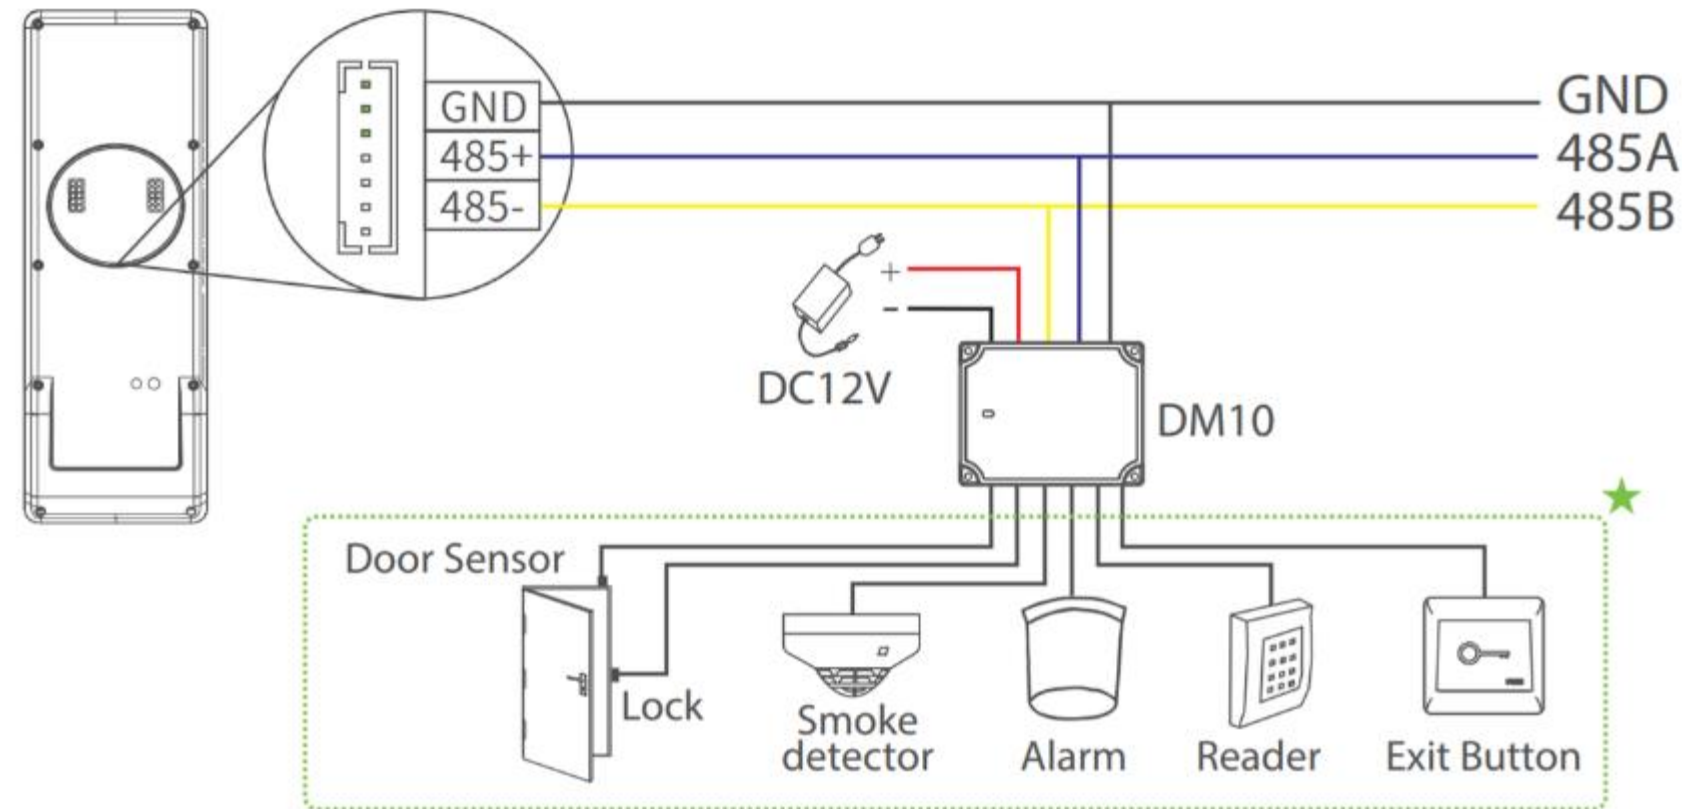 GND
485+
485-
GND
485A
485B
+
-
DC12V
DM10
Door Sensor
Lock
Smoke
detector
Alarm
Reader
Exit Button